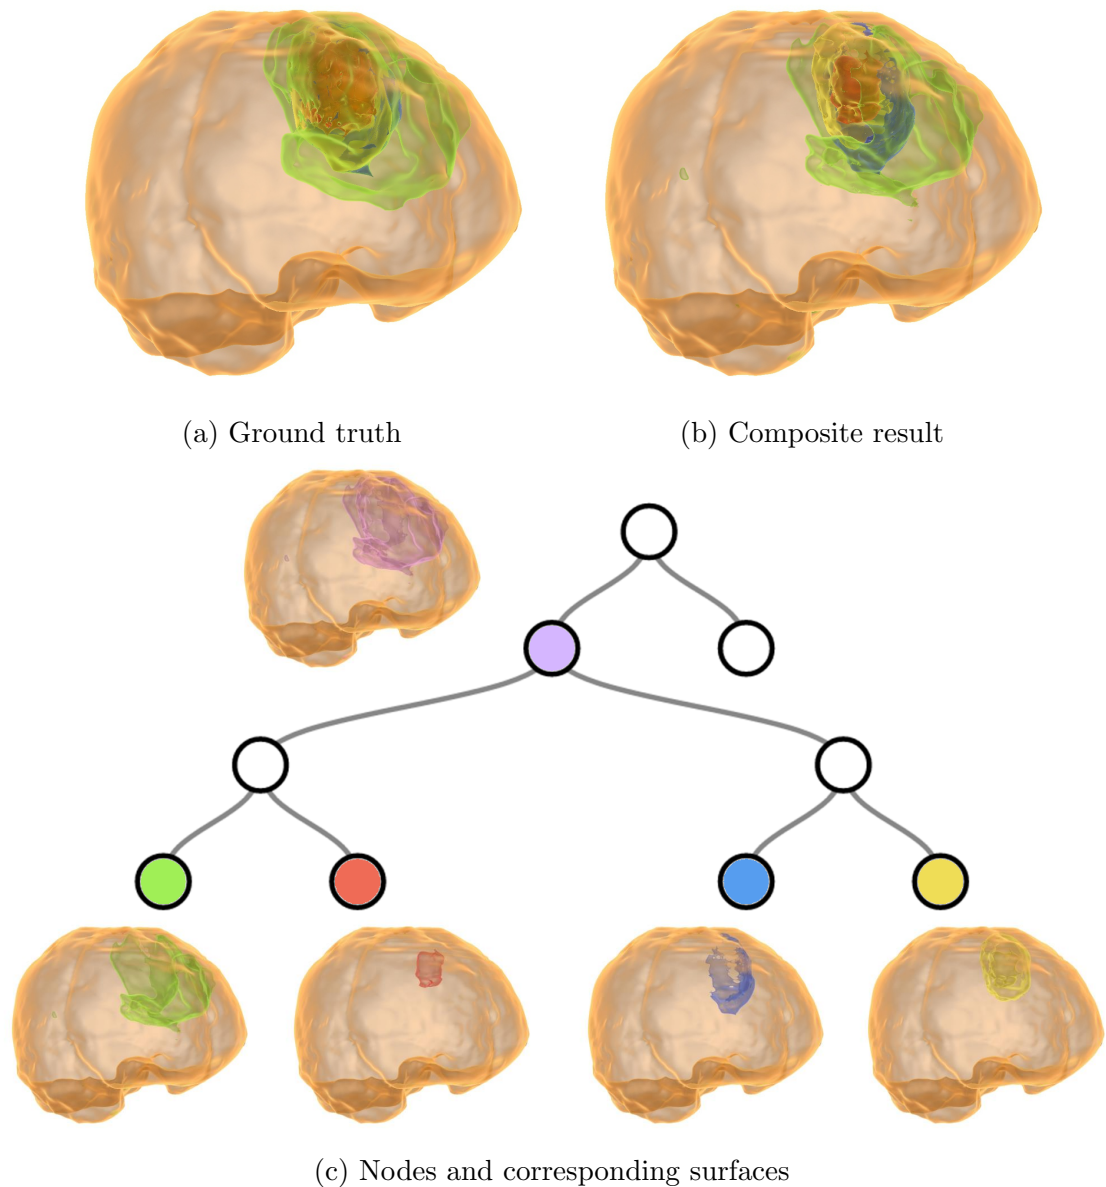 (a) Ground truth
(b) Composite result
(c) Nodes and corresponding surfaces